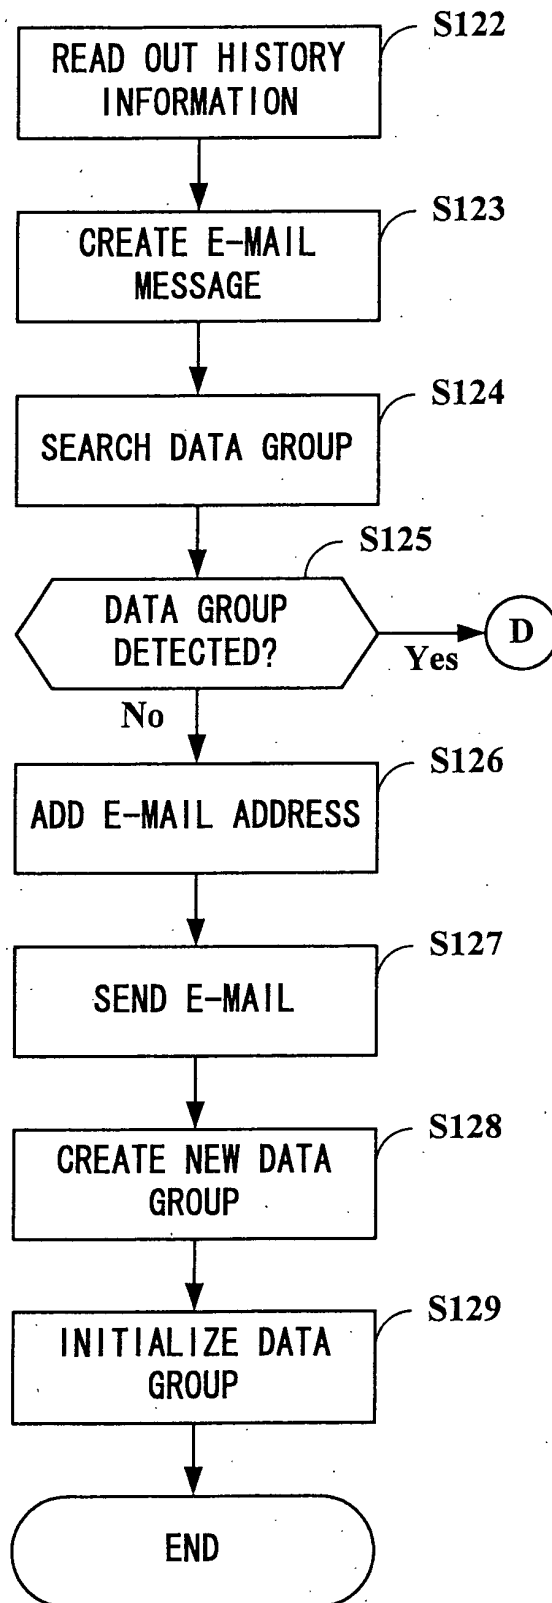 S122
READ OUT HISTORY
INFORMATION
S123
CREATE E-MAIL
MESSAGE
S124
SEARCH DATA GROUP
S125
DATA GROUP
DETECTED?
D
Yes
No
S126
ADD E-MAIL ADDRESS
S127
SEND E-MAIL
S128
CREATE NEW DATA
GROUP
S129
INITIALIZE DATA
GROUP
END